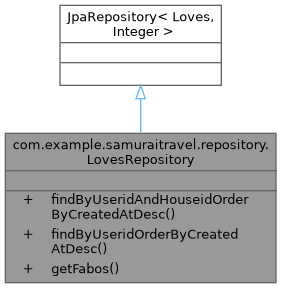 JpaRepository< Loves,
Integer >
com.example.samuraitravel.repository.
LovesRepository
+ findByUseridAndHouseidOrder
ByCreatedAtDesc()
+ findByUseridOrderByCreated
AtDesc()
+ getFabos()